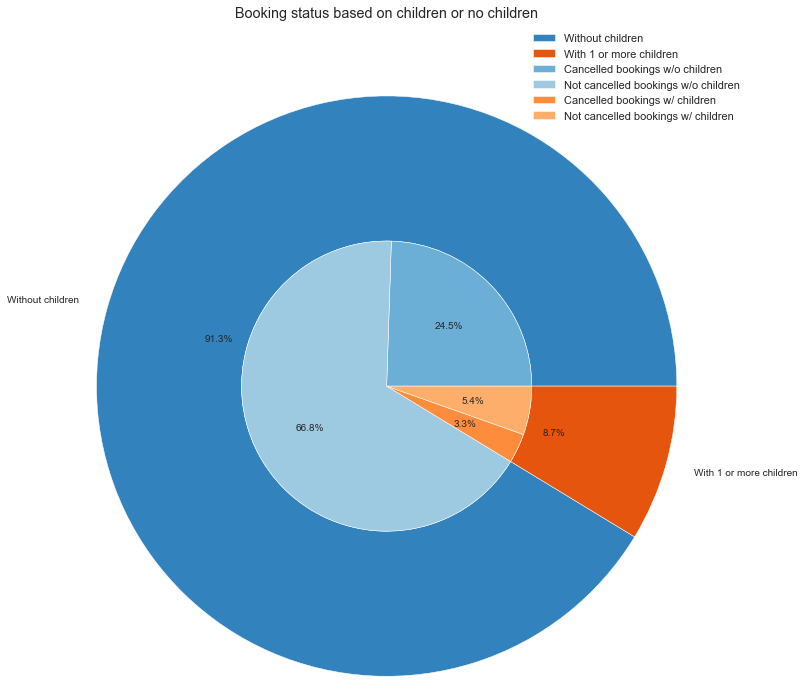 Booking status based on children or no children
Without children
With 1 or more children
Cancelled bookings w/o children
Not cancelled bookings w/o children
Cancelled bookings w/ children
Not cancelled bookings w/ children
Without children
91.3%
24.5%
66.8%
5.4%
3.3%
8.7%
With 1 or more children